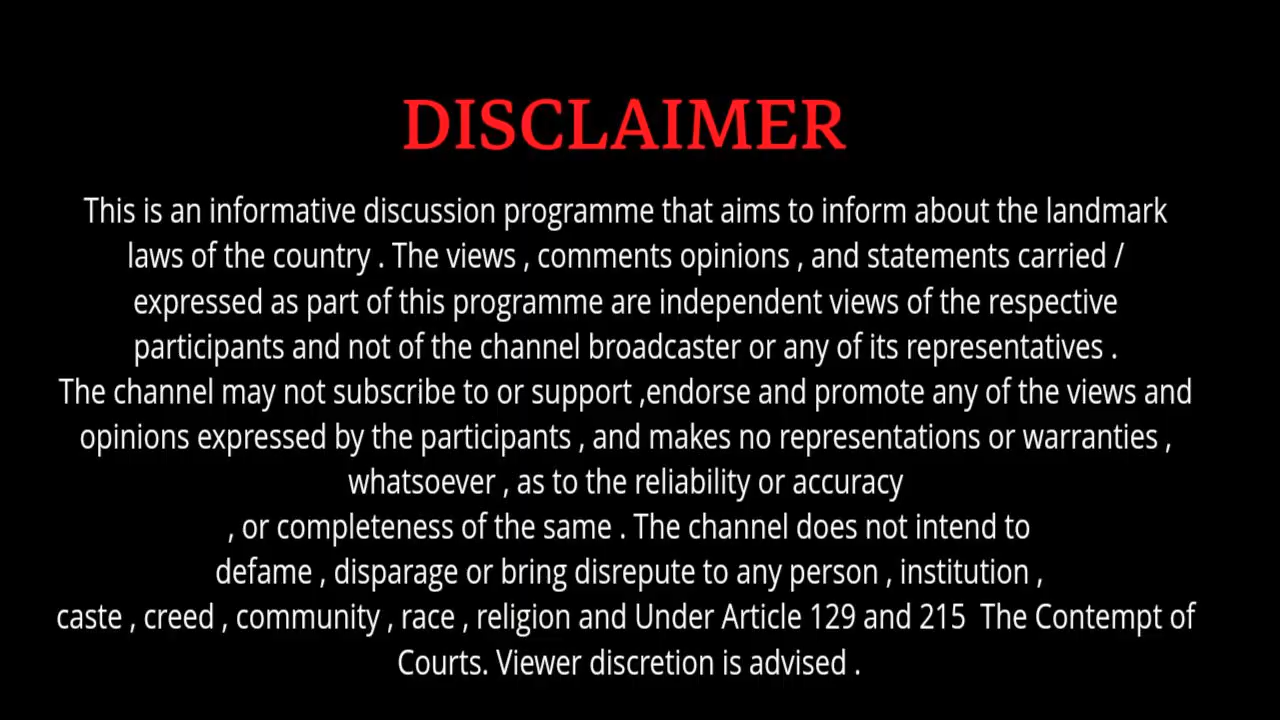 DISCLAIMER
This is an informative discussion programme that aims to inform about the landmark
laws of the country . The views , comments opinions , and statements carried /
expressed as part of this programme are independent views of the respective
participants and not of the channel broadcaster or any of its representatives .
The channel may not subscribe to or support ,endorse and promote any of the views and
opinions expressed by the participants , and makes no representations or warranties ,
whatsoever , as to the reliability or accuracy
, or completeness of the same . The channel does not intend to
defame , disparage or bring disrepute to any person , institution ,
caste , creed , community , race , religion and Under Article 129 and 215  The Contempt of
Courts. Viewer discretion is advised .